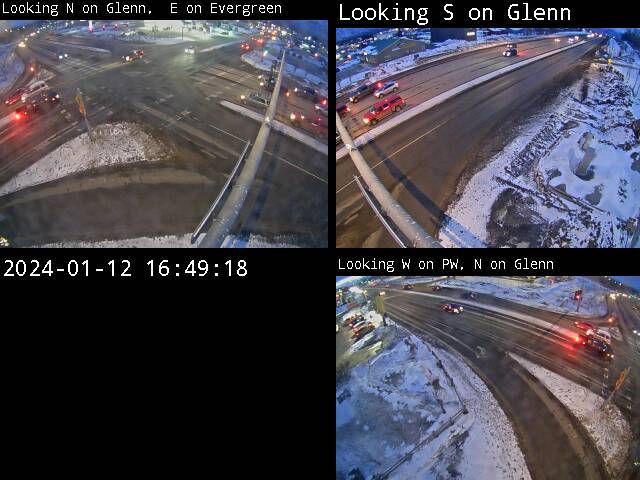 Looking N on Glenn,  E on Evergreen
Looking S on Glenn
2024-01-12 16:49:18
Looking W on PW, N on Glenn